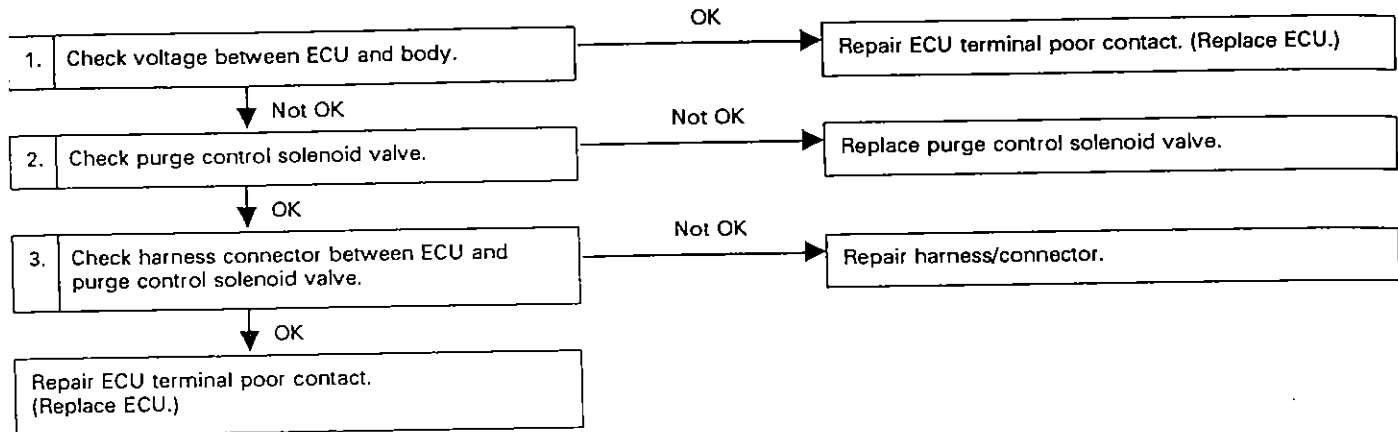 OK
1. Check voltage between ECU and body.
Repair ECU terminal poor contact. (Replace ECU.)
Not OK
2. Check purge control solenoid valve.
Not OK
Replace purge control solenoid valve.
OK
3. Check harness connector between ECU and
purge control solenoid valve.
Not OK
Repair harness/connector.
OK
Repair ECU terminal poor contact.
(Replace ECU.)